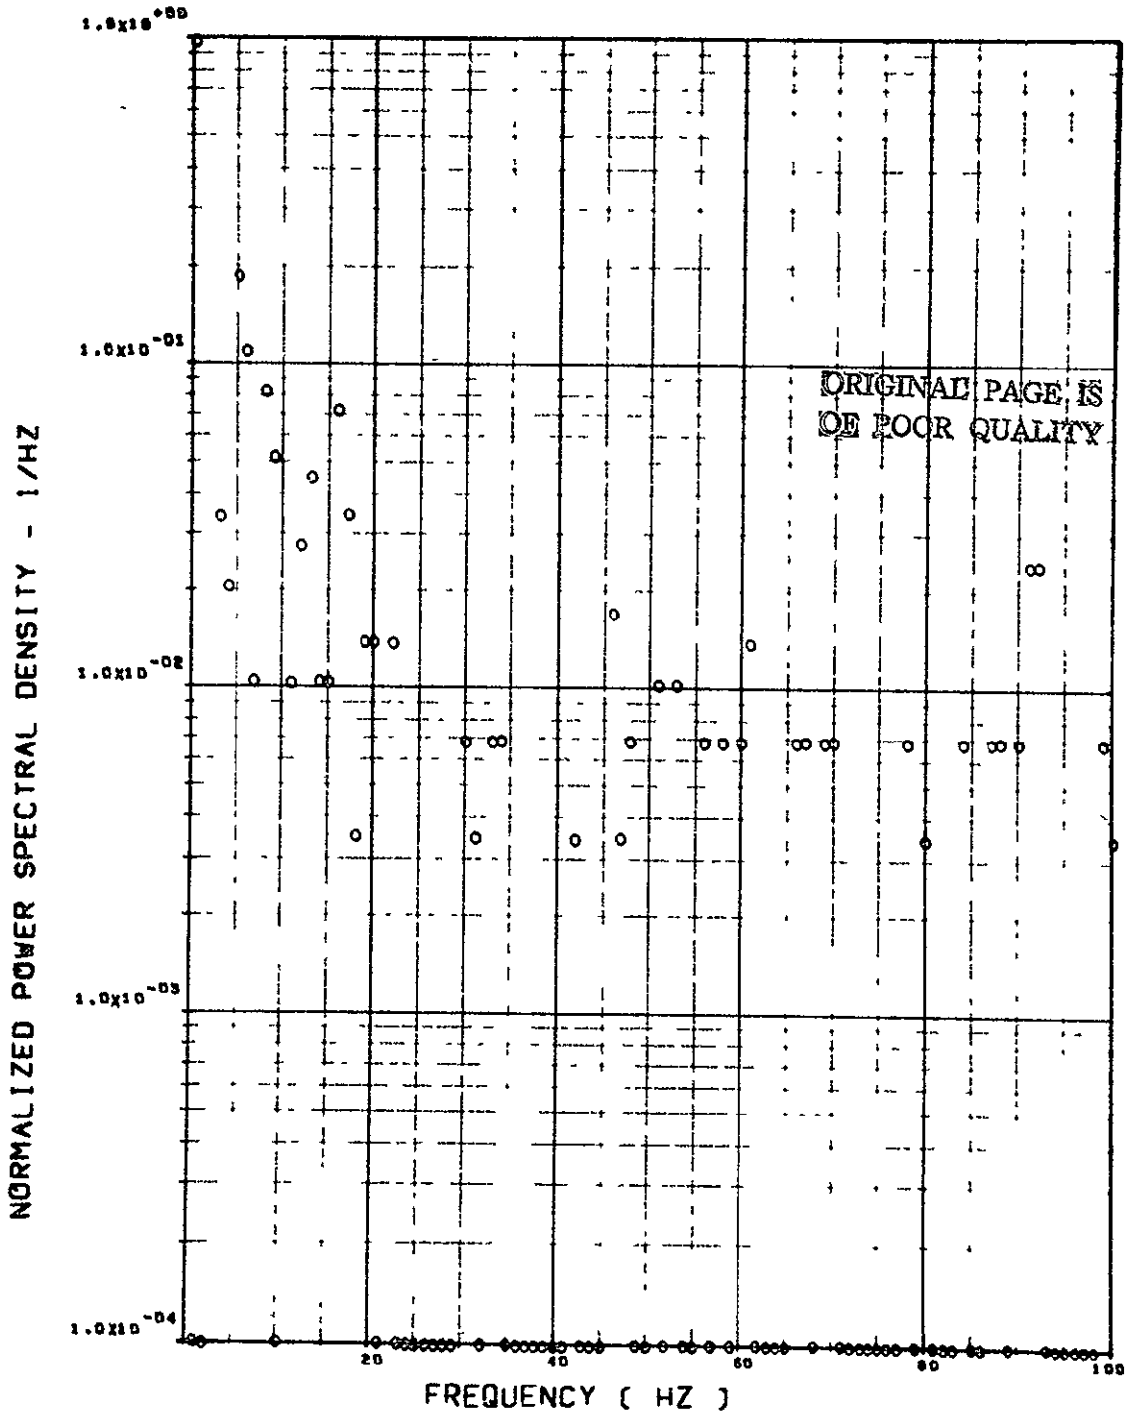 1.0X10+00
1.0X10-01
ORIGINAL PAGE IS
OF POOR QUALITY
NORMALIZED POWER SPECTRAL DENSITY - 1/HZ
1.0X10-02
1.0X10-03
1.0X10-04
20 40 60 80 100
FREQUENCY ( HZ )